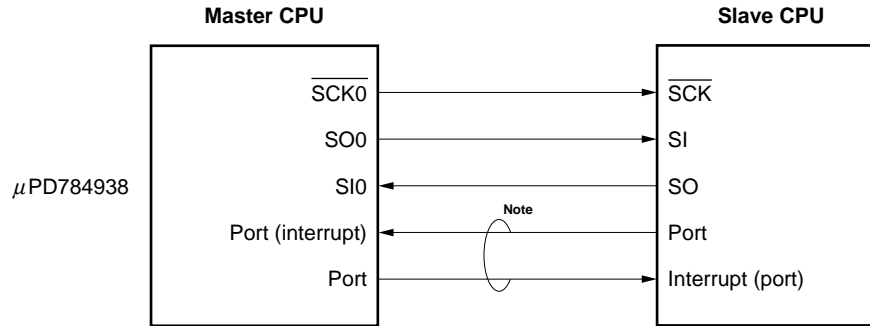 Master CPU Slave CPU
SCK0 SCK
SO0 SI
µPD784938 SI0 SO
Note
Port (interrupt) Port
Port Interrupt (port)